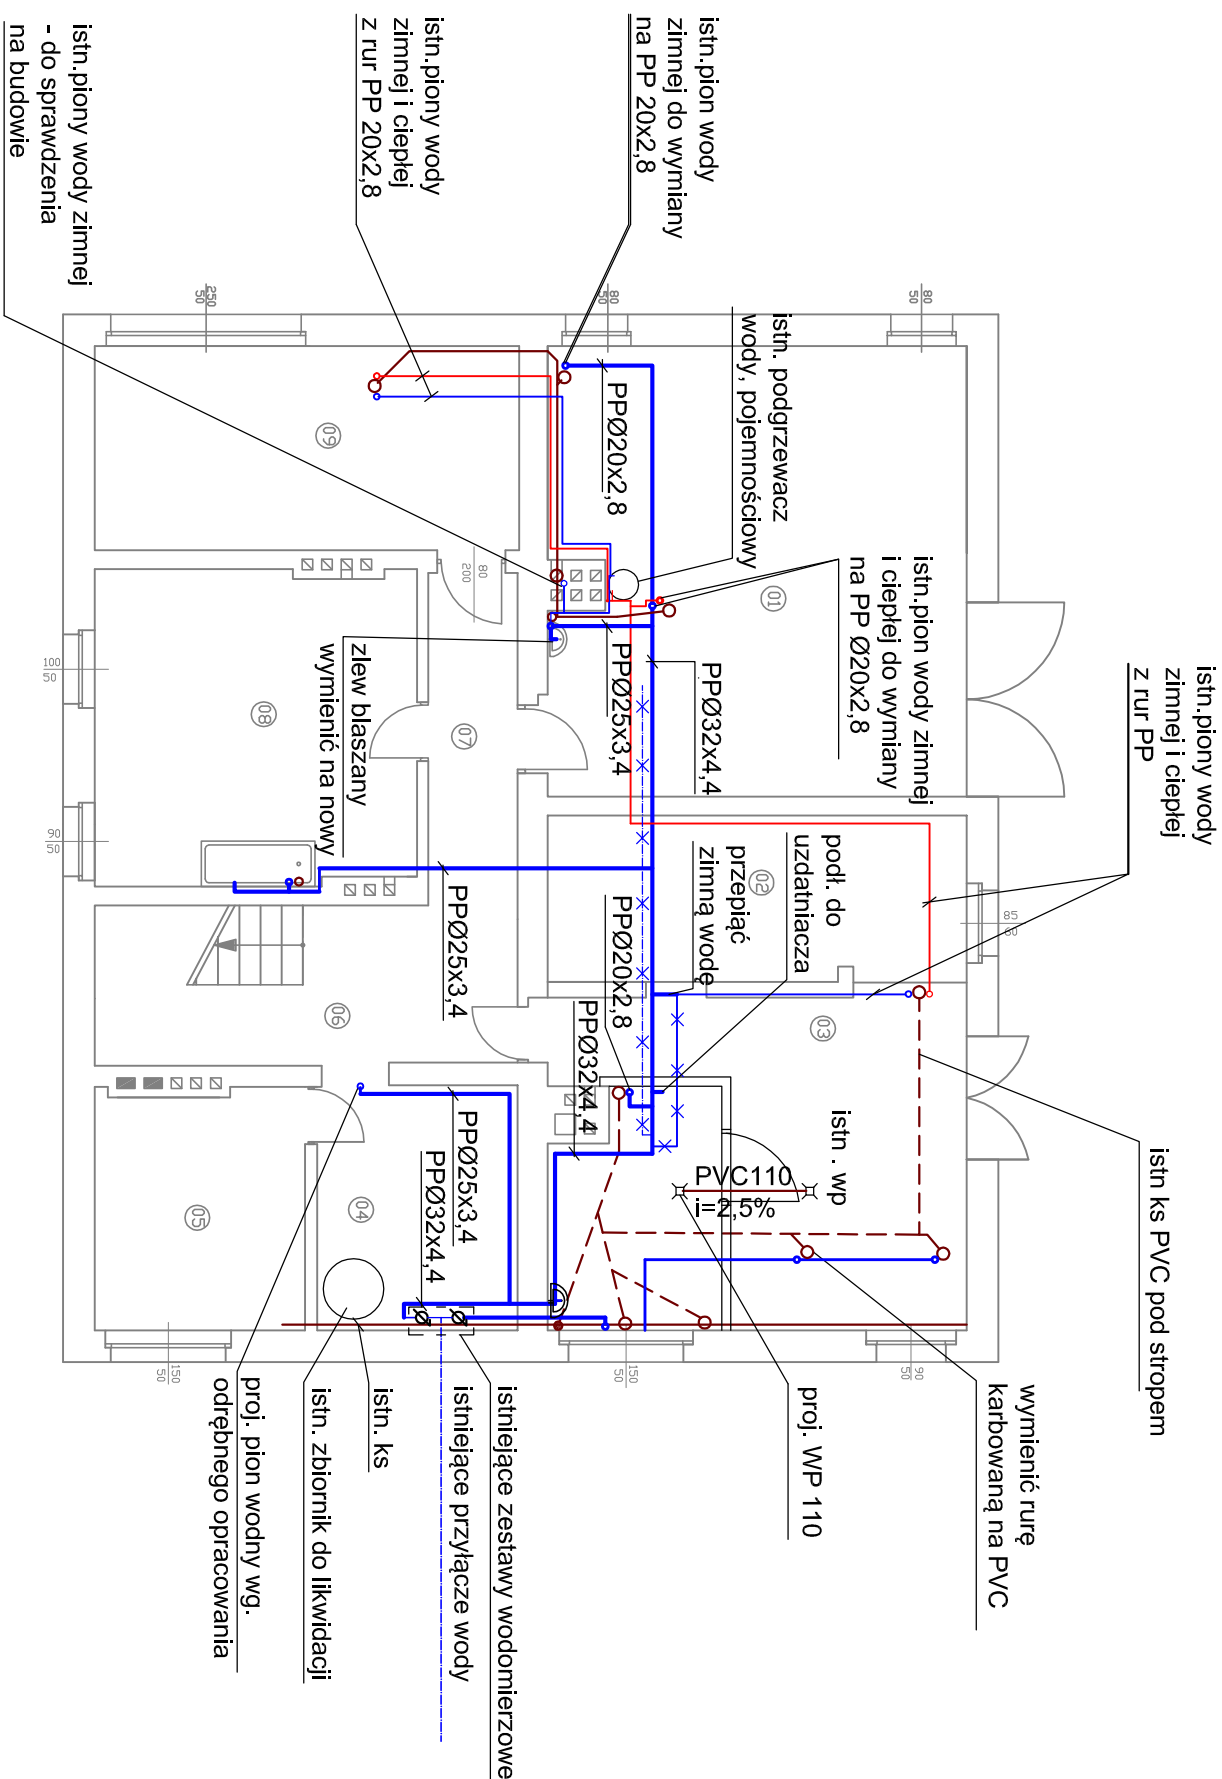 istn.piony wody
zimnej i ciepłej
z rur PP
istn ks PVC pod stropem
wymienić rurę
karbowaną na PVC
proj. WP 110
istn.pion wody
zimnej do wymiany
na PP 20x2,8
istn.piony wody
zimnej i ciepłej
z rur PP 20x2,8
istn.piony wody zimnej
- do sprawdzenia
na budowie
istn. podgrzewacz
wody, pojemnościowy
istn.pion wody zimnej
i ciepłej do wymiany
na PP Ø20x2,8
PPØ20x2,8
PPØ25x3,4
PPØ32x4,4
zlew blaszany
wymienić na nowy
podł. do
uzdatniacza
przepiąć
zimną wodę
PPØ20x2,8
PPØ32x4,4
PPØ25x3,4
PPØ25x3,4
PPØ32x4,4
istn . wp
PVC110
i=2,5%
istniejące zestawy wodomierzowe
istniejące przyłącze wody
istn. ks
istn. zbiornik do likwidacji
proj. pion wodny wg.
odrębnego opracowania
01
02
03
04
05
06
07
08
09
80
50
80
50
250
50
80
200
100
50
90
50
85
60
90
50
150
50
150
50